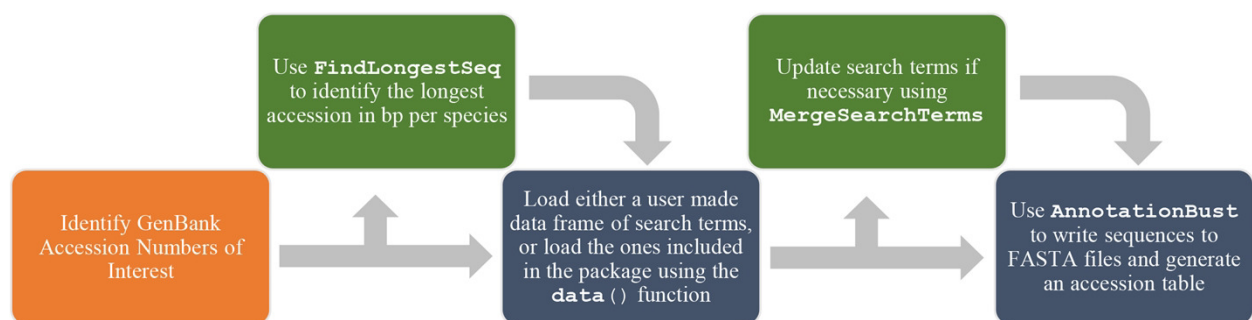 Use FindLongestSeq
to identify the longest
accession in bp per species
Update search terms if
necessary using
MergeSearchTerms
Identify GenBank
Accession Numbers of
Interest
Load either a user made
data frame of search terms,
or load the ones included
in the package using the
data() function
Use AnnotationBust
to write sequences to
FASTA files and generate
an accession table